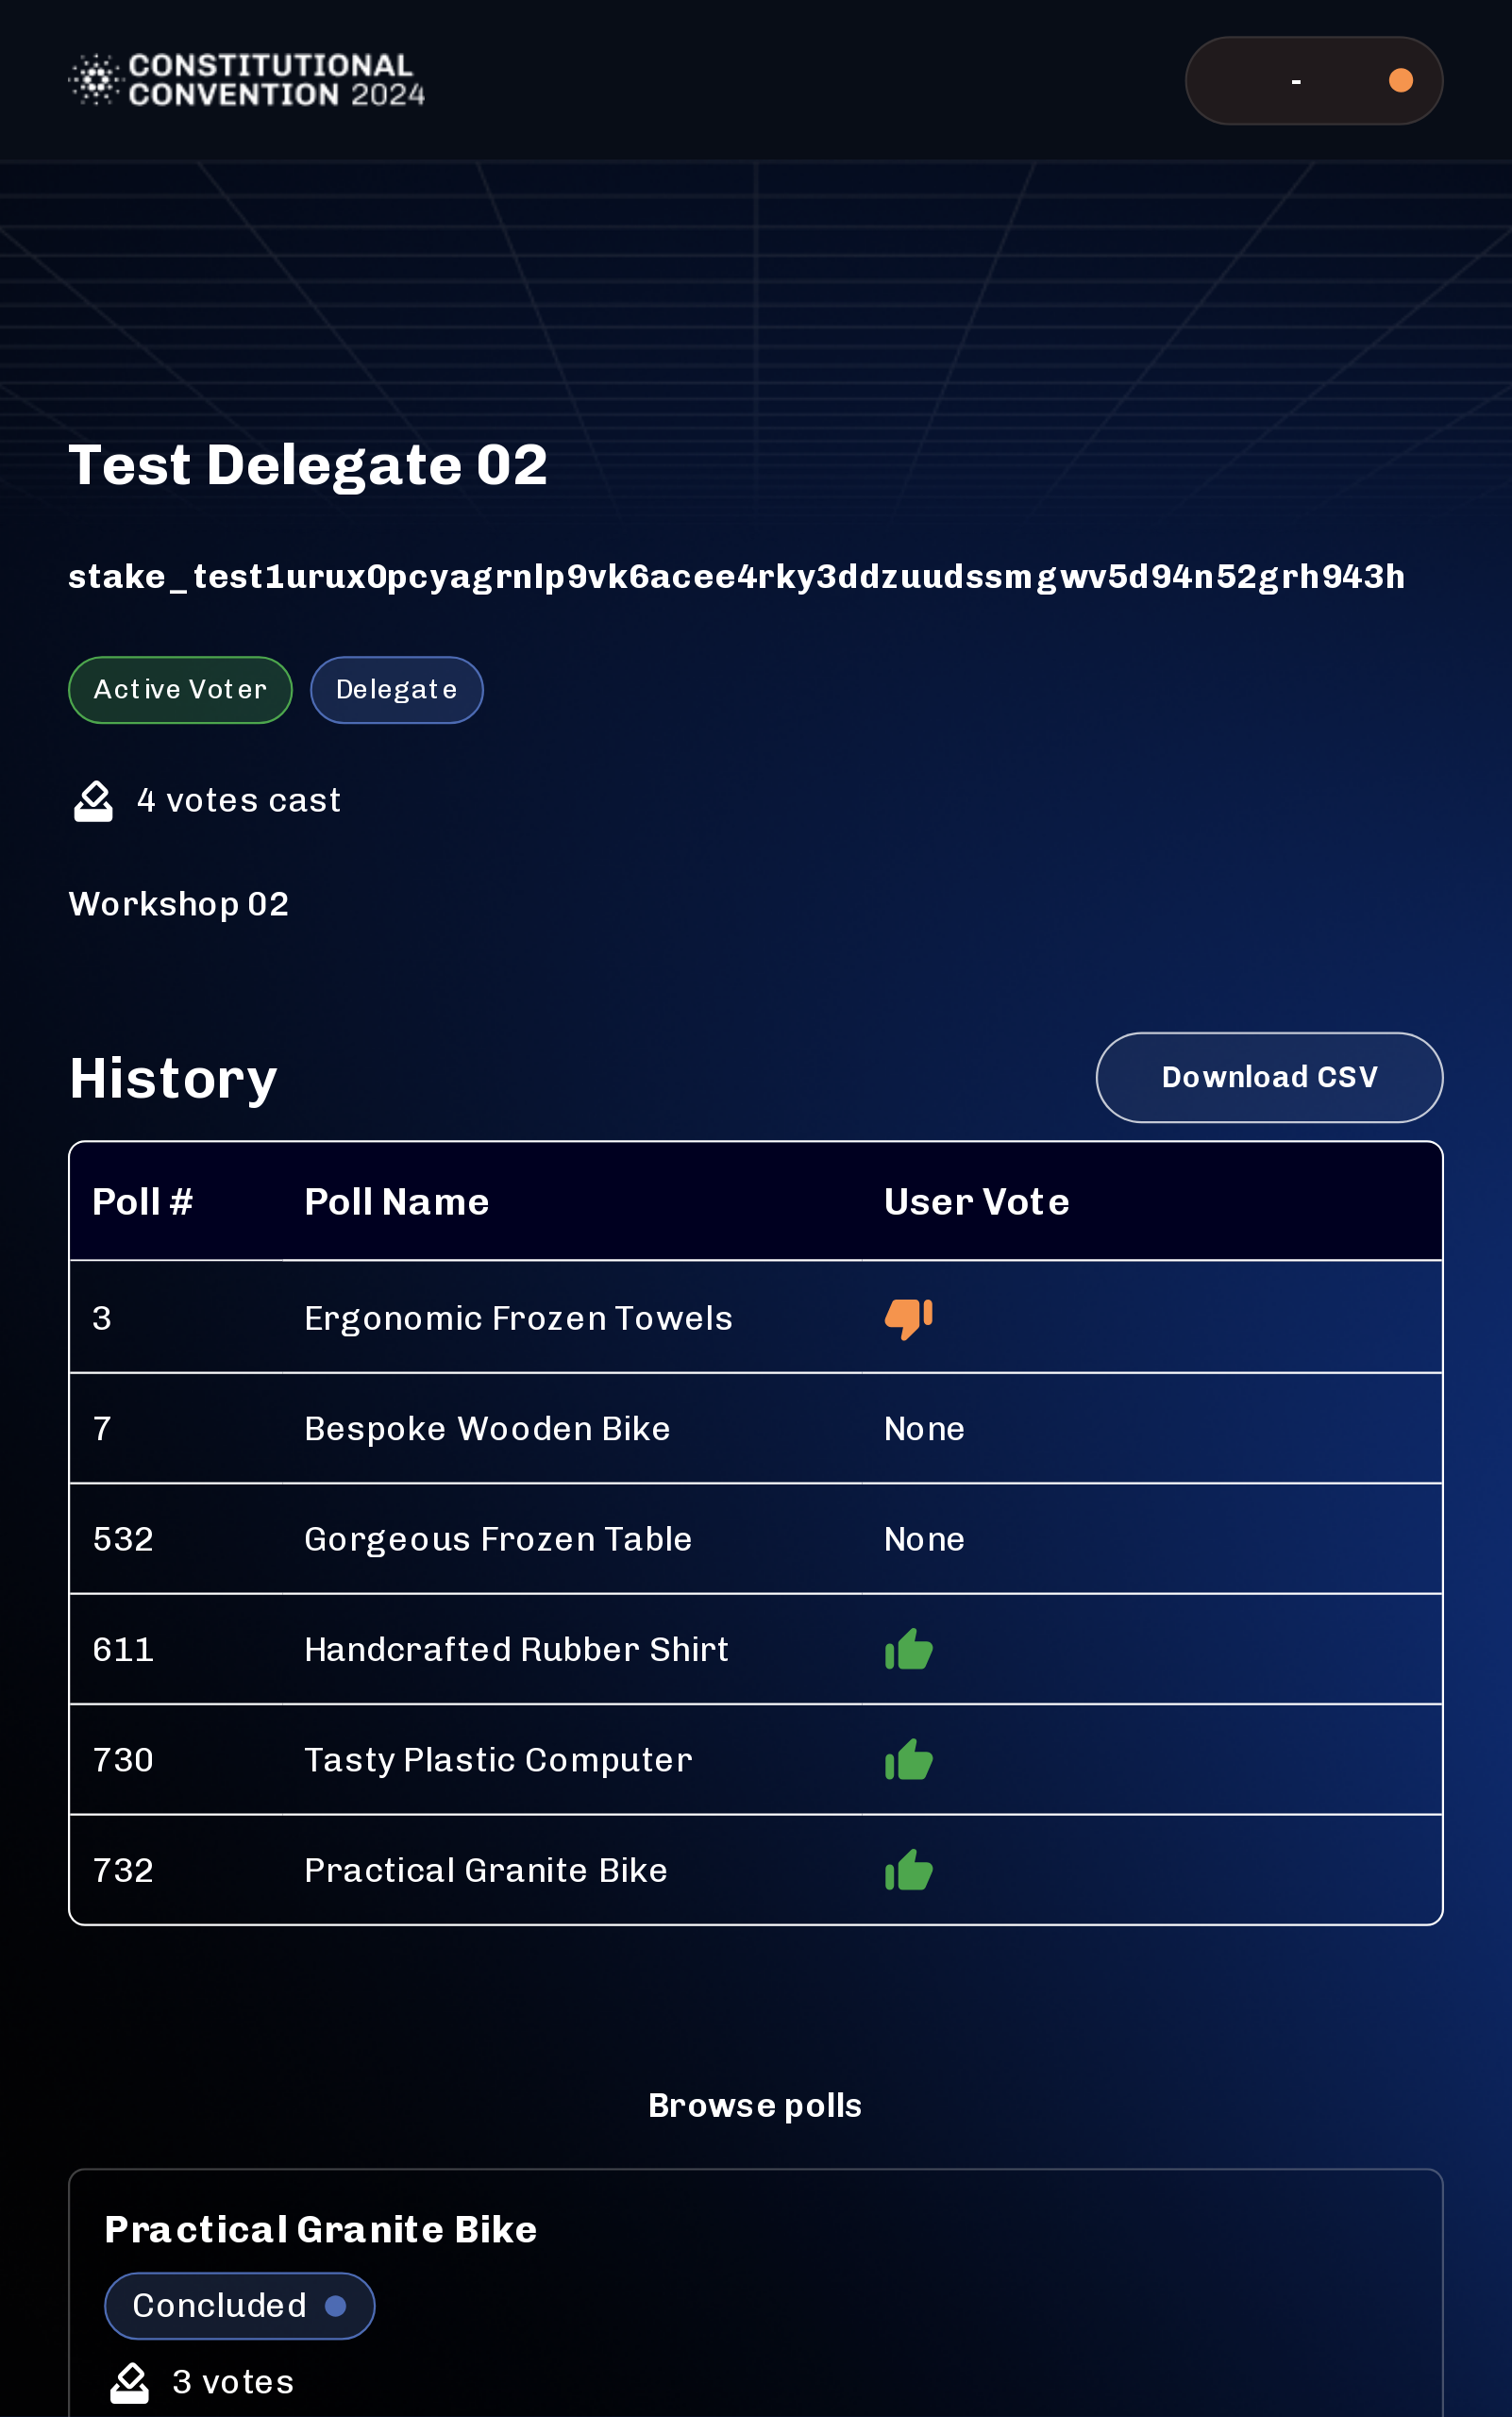 CONSTITUTIONAL
CONVENTION 2024
-
Test Delegate 02
stake_test1urux0pcyagrnlp9vk6acee4rky3ddzuudssmgwv5d94n52grh943h
Active Voter Delegate
4 votes cast
Workshop 02
History Download CSV
Poll # Poll Name User Vote
3 Ergonomic Frozen Towels
7 Bespoke Wooden Bike None
532 Gorgeous Frozen Table None
611 Handcrafted Rubber Shirt
730 Tasty Plastic Computer
732 Practical Granite Bike
Browse polls
Practical Granite Bike
Concluded
3 votes